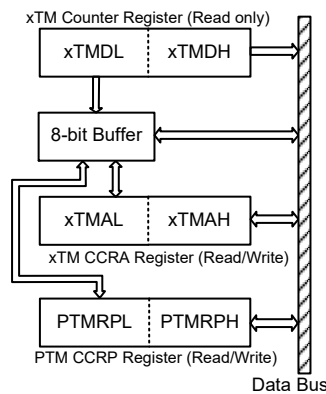 xTM Counter Register (Read only)
xTMDL xTMDH
8-bit Buffer
xTMAL xTMAH
xTM CCRA Register (Read/Write)
PTMRPL PTMRPH
PTM CCRP Register (Read/Write)
Data Bus